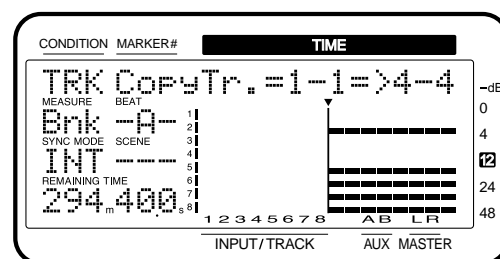 CONDITION MARKER# TIME
TRK CopyTr.=1-1=>4-4
MEASURE BEAT
Bnk -A-
SYNC MODE SCENE
INT ---
REMAINING TIME
294m400s
1
2
3
4
5
6
7
8
1 2 3 4 5 6 7 8 A B L R
INPUT/TRACK AUX MASTER
–dB
0
4
12
24
48